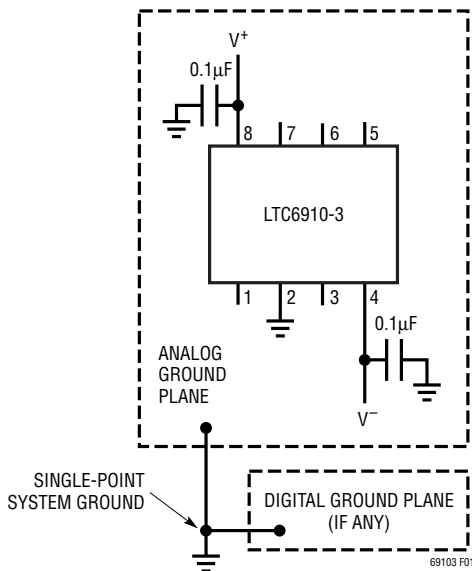 V+
0.1µF
8 7 6 5
LTC6910-3
1 2 3 4
0.1µF
ANALOG
GROUND
PLANE
V−
SINGLE-POINT
SYSTEM GROUND
DIGITAL GROUND PLANE
(IF ANY)
69103 F01